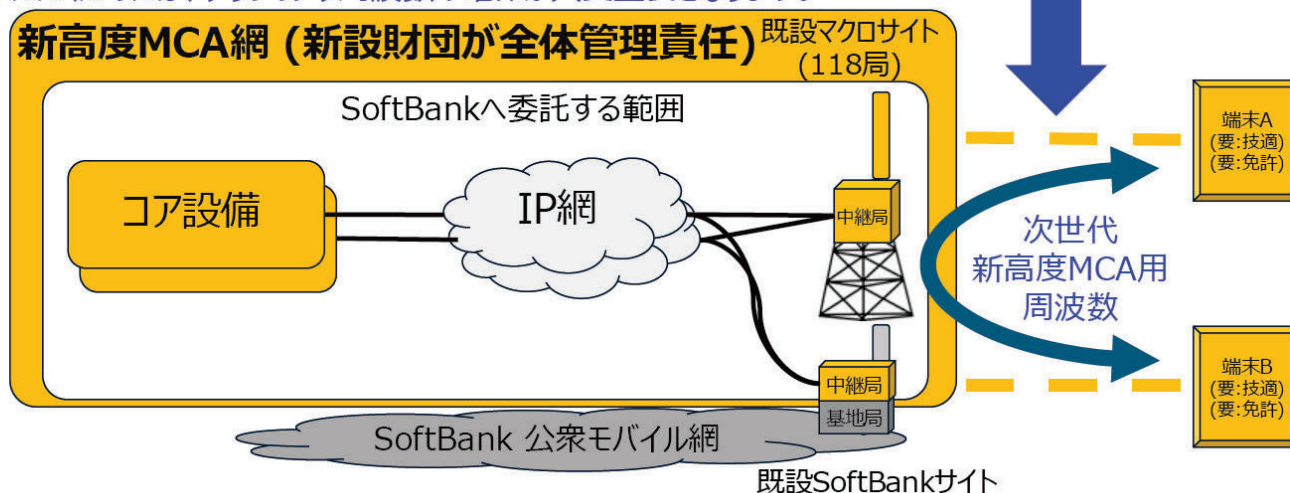 新高度MCA網 (新設財団が全体管理責任)
既設マクロサイト
(118局)
SoftBankへ委託する範囲
コア設備
IP網
中継局
中継局
基地局
SoftBank 公衆モバイル網
既設SoftBankサイト
次世代
新高度MCA用
周波数
端末A
(要:技適)
(要:免許)
端末B
(要:技適)
(要:免許)